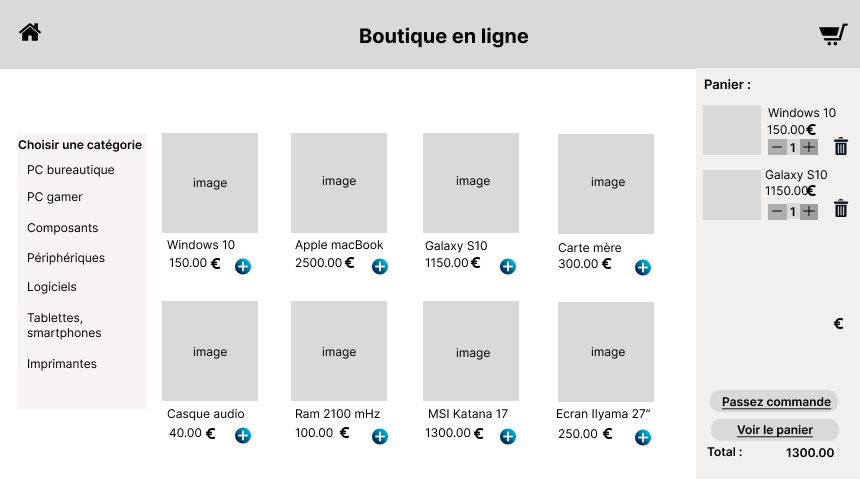 Boutique en ligne
Choisir une catégorie
PC bureautique
PC gamer
Composants
Périphériques
Logiciels
Tablettes,
smartphones
Imprimantes
image
Windows 10
150.00 €
image
Apple macBook
2500.00 €
image
Galaxy S10
1150.00 €
image
Carte mère
300.00 €
image
Casque audio
40.00 €
image
Ram 2100 mHz
100.00 €
image
MSI Katana 17
1300.00 €
image
Ecran Ilyama 27”
250.00 €
Panier :
Windows 10
150.00 €
1
Galaxy S10
1150.00€
1
€
Passez commande
Voir le panier
Total : 1300.00